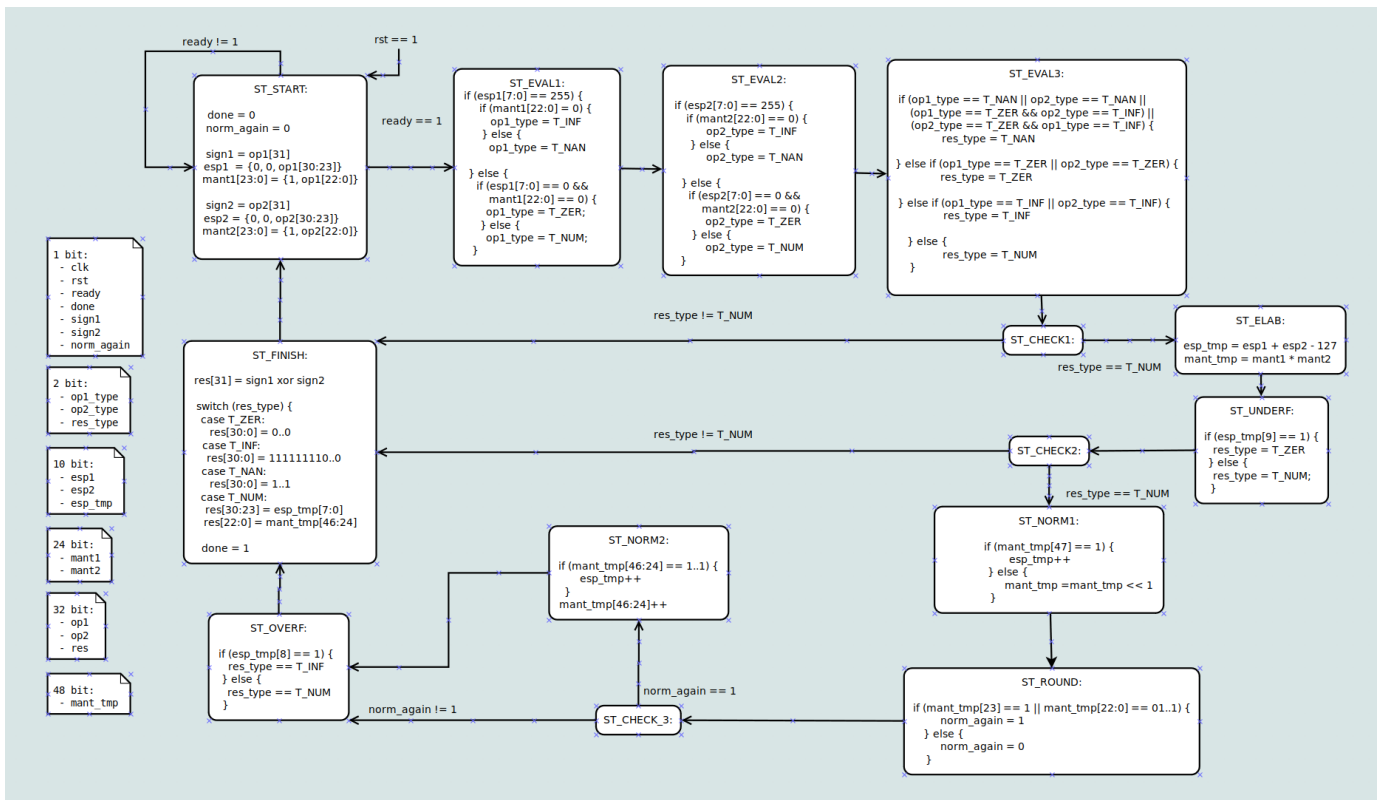 ready != 1
rst == 1
ST_START:
done = 0
norm_again = 0
sign1 = op1[31]
esp1 = {0, 0, op1[30:23]}
mant1[23:0] = {1, op1[22:0]}
sign2 = op2[31]
esp2 = {0, 0, op2[30:23]}
mant2[23:0] = {1, op2[22:0]}
ready == 1
ST_EVAL1:
if (esp1[7:0] == 255) {
if (mant1[22:0] = 0) {
op1_type = T_INF
} else {
op1_type = T_NAN
} else {
if (esp1[7:0] == 0 &&
mant1[22:0] == 0) {
op1_type = T_ZER;
} else {
op1_type = T_NUM;
}
ST_EVAL2:
if (esp2[7:0] == 255) {
if (mant2[22:0] == 0) {
op2_type = T_INF
} else {
op2_type = T_NAN
} else {
if (esp2[7:0] == 0 &&
mant2[22:0] == 0) {
op2_type = T_ZER
} else {
op2_type = T_NUM
}
ST_EVAL3:
if (op1_type == T_NAN || op2_type == T_NAN ||
(op1_type == T_ZER && op2_type == T_INF) ||
(op2_type == T_ZER && op1_type == T_INF) {
res_type = T_NAN
} else if (op1_type == T_ZER || op2_type == T_ZER) {
res_type = T_ZER
} else if (op1_type == T_INF || op2_type == T_INF) {
res_type = T_INF
} else {
res_type = T_NUM
}
1 bit:
- clk
- rst
- ready
- done
- sign1
- sign2
- norm_again
2 bit:
- op1_type
- op2_type
- res_type
10 bit:
- esp1
- esp2
- esp_tmp
24 bit:
- mant1
- mant2
32 bit:
- op1
- op2
- res
48 bit:
- mant_tmp
res_type != T_NUM
ST_CHECK1:
res_type == T_NUM
ST_ELAB:
esp_tmp = esp1 + esp2 - 127
mant_tmp = mant1 * mant2
ST_UNDERF:
if (esp_tmp[9] == 1) {
res_type = T_ZER
} else {
res_type = T_NUM;
}
res_type != T_NUM
ST_CHECK2:
res_type == T_NUM
ST_NORM1:
if (mant_tmp[47] == 1) {
esp_tmp++
} else {
mant_tmp =mant_tmp << 1
}
ST_ROUND:
if (mant_tmp[23] == 1 || mant_tmp[22:0] == 01..1) {
norm_again = 1
} else {
norm_again = 0
}
ST_CHECK_3:
norm_again == 1
norm_again != 1
ST_NORM2:
if (mant_tmp[46:24] == 1..1) {
esp_tmp++
}
mant_tmp[46:24]++
ST_OVERF:
if (esp_tmp[8] == 1) {
res_type == T_INF
} else {
res_type == T_NUM
}
ST_FINISH:
res[31] = sign1 xor sign2
switch (res_type) {
case T_ZER:
res[30:0] = 0..0
case T_INF:
res[30:0] = 111111110..0
case T_NAN:
res[30:0] = 1..1
case T_NUM:
res[30:23] = esp_tmp[7:0]
res[22:0] = mant_tmp[46:24]
done = 1